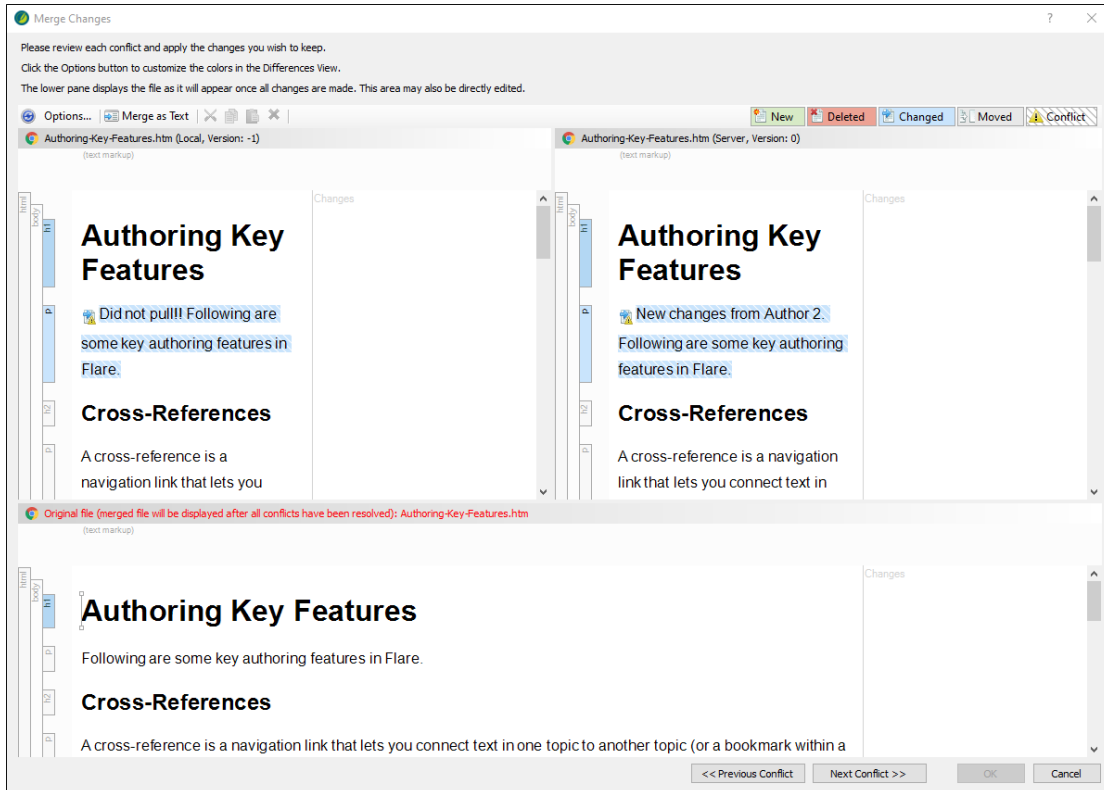 Merge Changes
?
Please review each conflict and apply the changes you wish to keep.
Click the Options button to customize the colors in the Differences View.
The lower pane displays the file as it will appear once all changes are made. This area may also be directly edited.
Options... Merge as Text New Deleted Changed Moved Conflict
Authoring-Key-Features.htm (Local, Version: -1)
(text markup)
Changes
html
body
h1
Authoring Key
Features
p
Did not pull!! Following are
some key authoring features in
Flare.
h2
Cross-References
p
A cross-reference is a
navigation link that lets you
Authoring-Key-Features.htm (Server, Version: 0)
(text markup)
Changes
html
body
h1
Authoring Key
Features
p
New changes from Author 2.
Following are some key authoring
features in Flare.
h2
Cross-References
p
A cross-reference is a navigation
link that lets you connect text in
Original file (merged file will be displayed after all conflicts have been resolved): Authoring-Key-Features.htm
(text markup)
Changes
html
body
h1
Authoring Key Features
p
Following are some key authoring features in Flare.
h2
Cross-References
p
A cross-reference is a navigation link that lets you connect text in one topic to another topic (or a bookmark within a
<< Previous Conflict Next Conflict >> OK Cancel